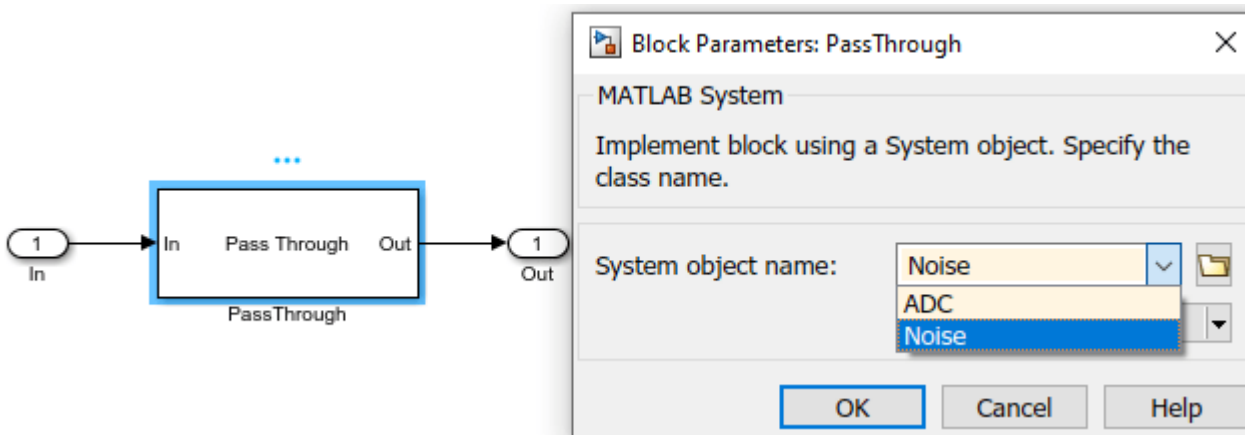 1
In
In Pass Through Out
PassThrough
1
Out
Block Parameters: PassThrough
MATLAB System
Implement block using a System object. Specify the
class name.
System object name: Noise
ADC
Noise
OK Cancel Help